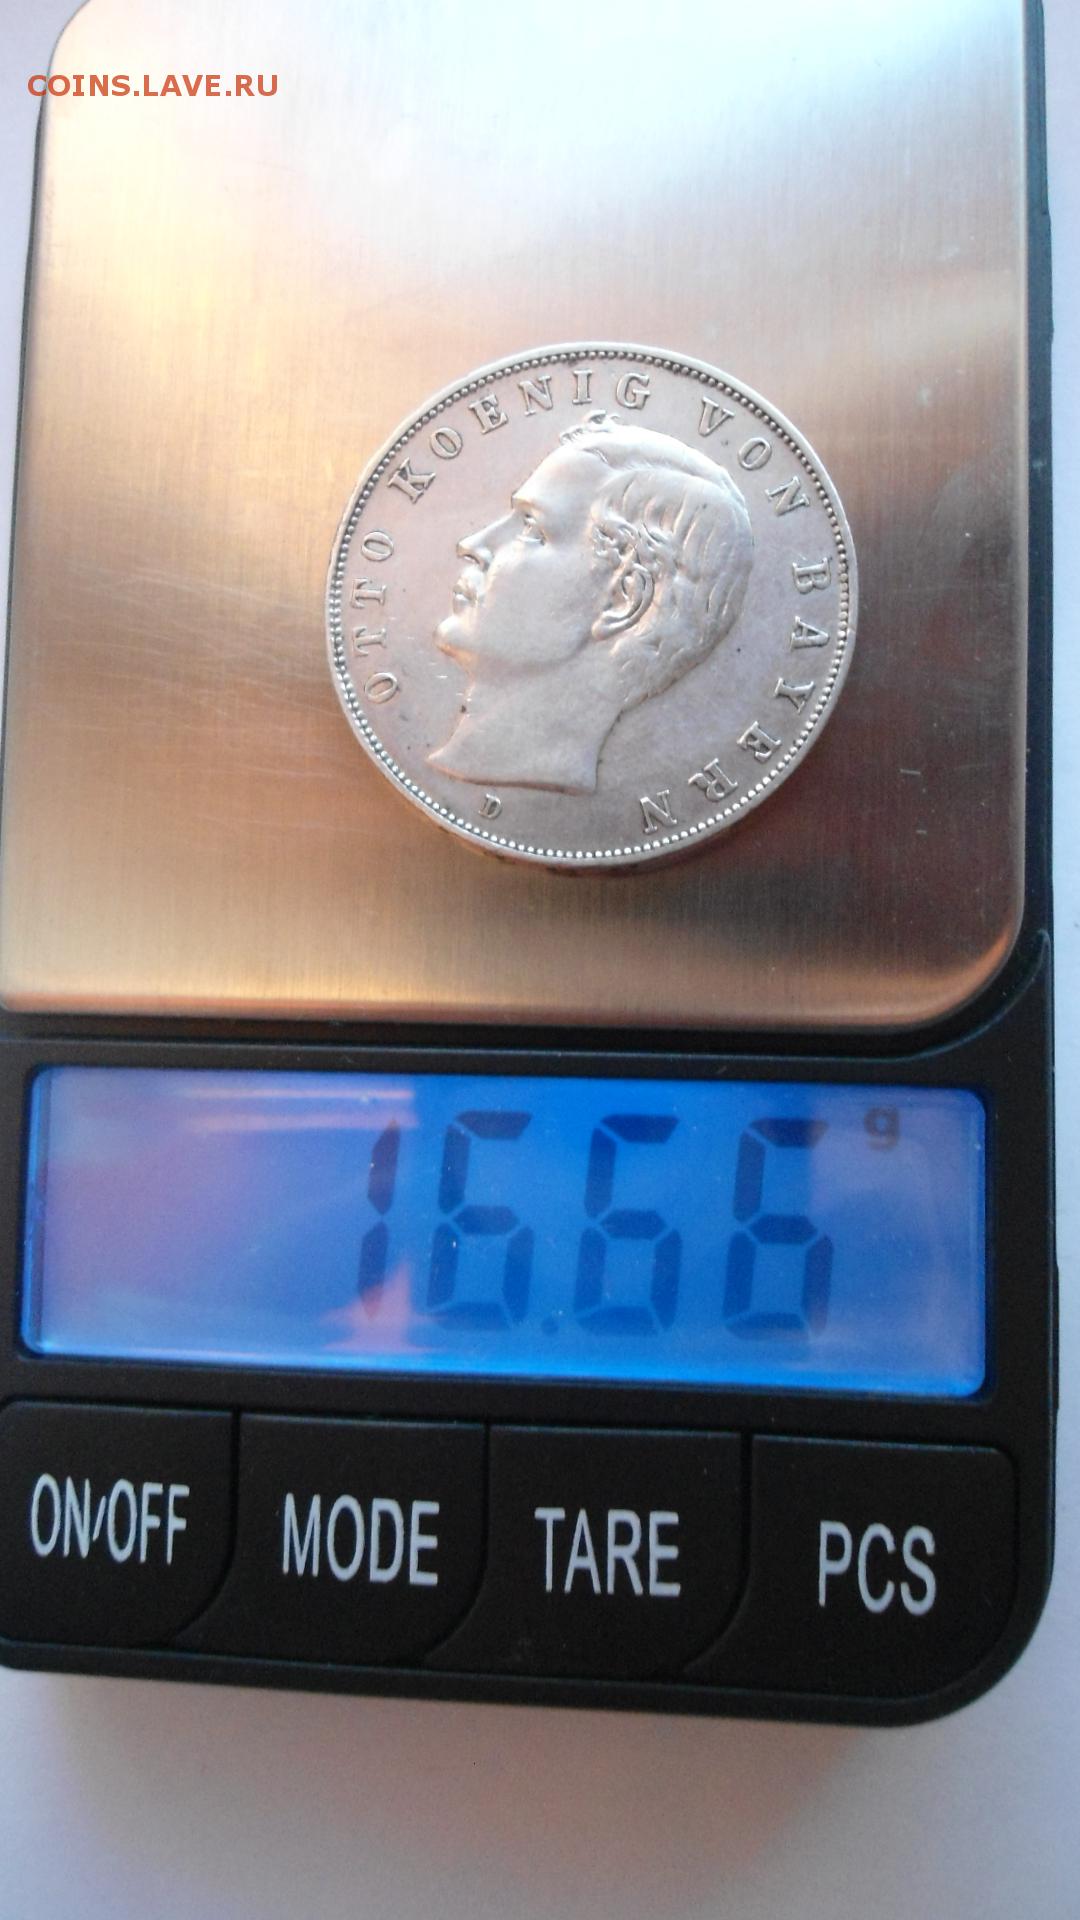 COINS.LAVE.RU
OTTO KOENIG VON BAYERN
D
16.66 g
ON/OFF MODE TARE PCS